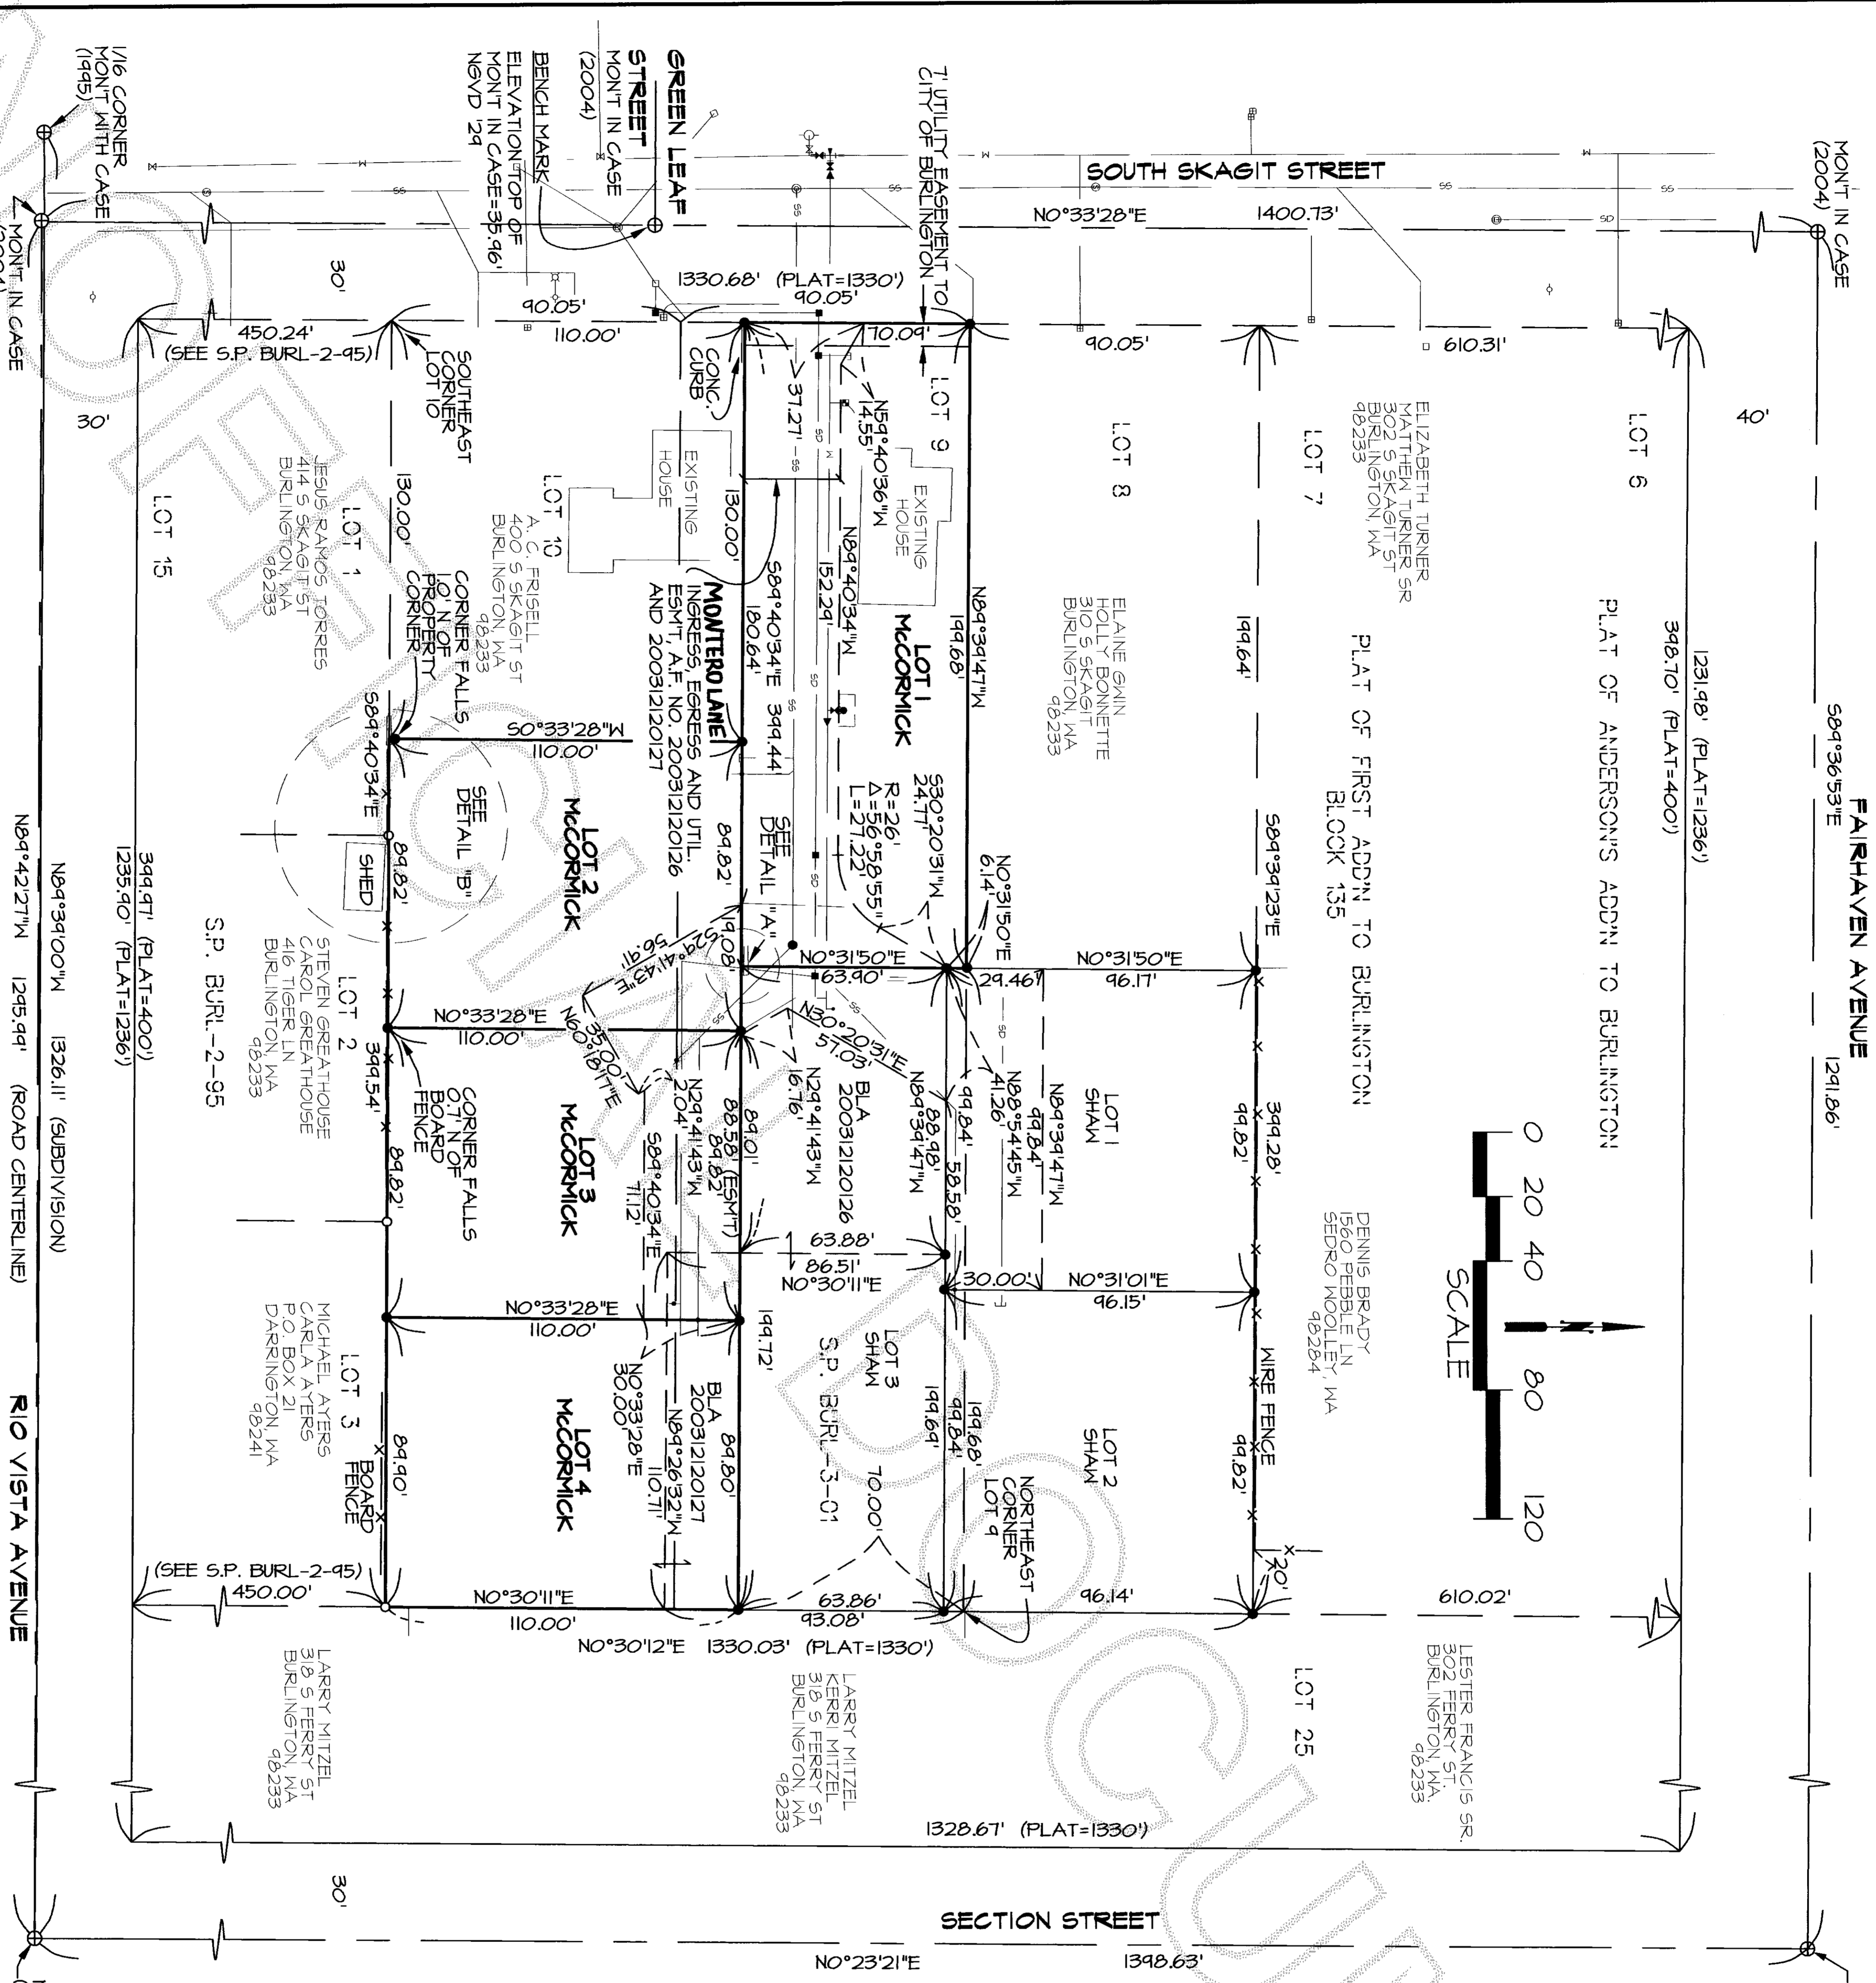 MON'T IN CASE
(2004)
FAIRHAVEN AVENUE
S89°36'53"E
1291.86'
1231.98' (PLAT=1236')
398.70' (PLAT=400')
40'
SOUTH SKAGIT STREET
N0°33'28"E
1400.73'
1330.68' (PLAT=1330')
90.05'
70.09'
90.05'
610.31'
90.05'
110.00'
450.24'
(SEE S.P. BURL-2-95)
30'
30'
7' UTILITY EASEMENT TO
CITY OF BURLINGTON
GREEN LEAF
STREET
MON'T IN CASE
(2004)
BENCH MARK
ELEVATION TOP OF
MON'T IN CASE=35.96'
NGVD '29
1/16 CORNER
MON'T WITH CASE
(1995)
MON'T IN CASE
LOT 6
PLAT OF ANDERSON'S ADD'N TO BURLINGTON
ELIZABETH TURNER
MATTHEW TURNER SR
302 S SKAGIT ST
BURLINGTON, WA
98233
LOT 7
PLAT OF FIRST ADD'N TO BURLINGTON
BLOCK 135
199.64'
S89°39'23"E
399.28'
99.82'
WIRE FENCE
99.82'
20'
DENNIS BRADY
1560 PEBBLE LN
SEDRO WOOLLEY, WA
98284
0 20 40 80 120
SCALE
N
LOT 8
ELAINE GWIN
HOLLY BONNETTE
310 S SKAGIT
BURLINGTON, WA
98233
N89°39'47"W
199.68'
N0°31'50"E
6.14'
N0°31'50"E
96.17'
29.46'
LOT 1
SHAW
N89°39'47"W
99.84'
N88°54'45"W
41.26'
99.84'
N89°39'47"W
88.98'
58.58'
30.00'
N0°31'01"E
96.15'
LOT 2
SHAW
199.68'
99.84'
199.69'
NORTHEAST
CORNER
LOT 9
96.14'
610.02'
LOT 25
LESTER FRANCIS SR.
302 FERRY ST.
BURLINGTON, WA.
98233
LOT 9
EXISTING
HOUSE
N59°40'36"W
14.55'
37.27'
N89°40'34"W
152.29'
LOT 1
McCORMICK
S30°20'31"W
24.77'
R=26'
Δ=56°58'55"
L=27.22'
S89°40'34"E 399.44'
130.00'
180.64'
SEE
DETAIL "A"
89.82'
19.08'
N0°31'50"E
63.90'
N30°20'31"E
57.03'
BLA
200312120126
N29°41'43"W
16.76'
89.01'
88.58' (ESM'T)
89.82'
N29°41'43"W
2.04'
63.88'
86.51'
N0°30'11"E
LOT 3
SHAW
S.P. BURL-3-01
70.00'
199.72'
63.86'
93.08'
N0°30'12"E 1330.03' (PLAT=1330')
LARRY MITZEL
KERRI MITZEL
318 S FERRY ST
BURLINGTON, WA
98233
CONC.
CURB
EXISTING
HOUSE
MONTERO LANE
INGRESS, EGRESS AND UTIL.
ESM'T, A.F. NO. 200312120126
AND 200312120127
S29°41'43"E
56.91'
N60°18'17"E
35.00'
S89°40'34"E
71.12'
N0°33'28"E
30.00'
N89°26'32"W
110.71'
BLA
200312120127
89.80'
LOT 10
A. C. FRISELL
400 S SKAGIT ST
BURLINGTON, WA
98233
SOUTHEAST
CORNER
LOT 10
130.00'
CORNER FALLS
1.0' N OF
PROPERTY
CORNER
S0°33'28"W
110.00'
LOT 2
McCORMICK
SEE
DETAIL "B"
SHED
S89°40'34"E
89.82'
N0°33'28"E
110.00'
LOT 3
McCORMICK
CORNER FALLS
0.7' N OF
BOARD
FENCE
399.54'
89.82'
N0°33'28"E
110.00'
LOT 4
McCORMICK
89.90'
BOARD
FENCE
N0°30'11"E
110.00'
(SEE S.P. BURL-2-95)
450.00'
LOT 1
JESUS RAMOS TORRES
414 S SKAGIT ST
BURLINGTON, WA
98233
LOT 15
LOT 2
STEVEN GREATHOUSE
CAROL GREATHOUSE
416 TIGER LN
BURLINGTON, WA
98233
S.P. BURL-2-95
LOT 3
MICHAEL AYERS
CARLA AYERS
P.O. BOX 21
DARRINGTON, WA
98241
LARRY MITZEL
318 S FERRY ST
BURLINGTON, WA
98233
399.97' (PLAT=400')
1235.90' (PLAT=1236')
N89°39'00"W 1326.11' (SUBDIVISION)
N89°42'27"W 1295.99' (ROAD CENTERLINE)
RIO VISTA AVENUE
1328.67' (PLAT=1330')
30'
SECTION STREET
N0°23'21"E
1398.63'